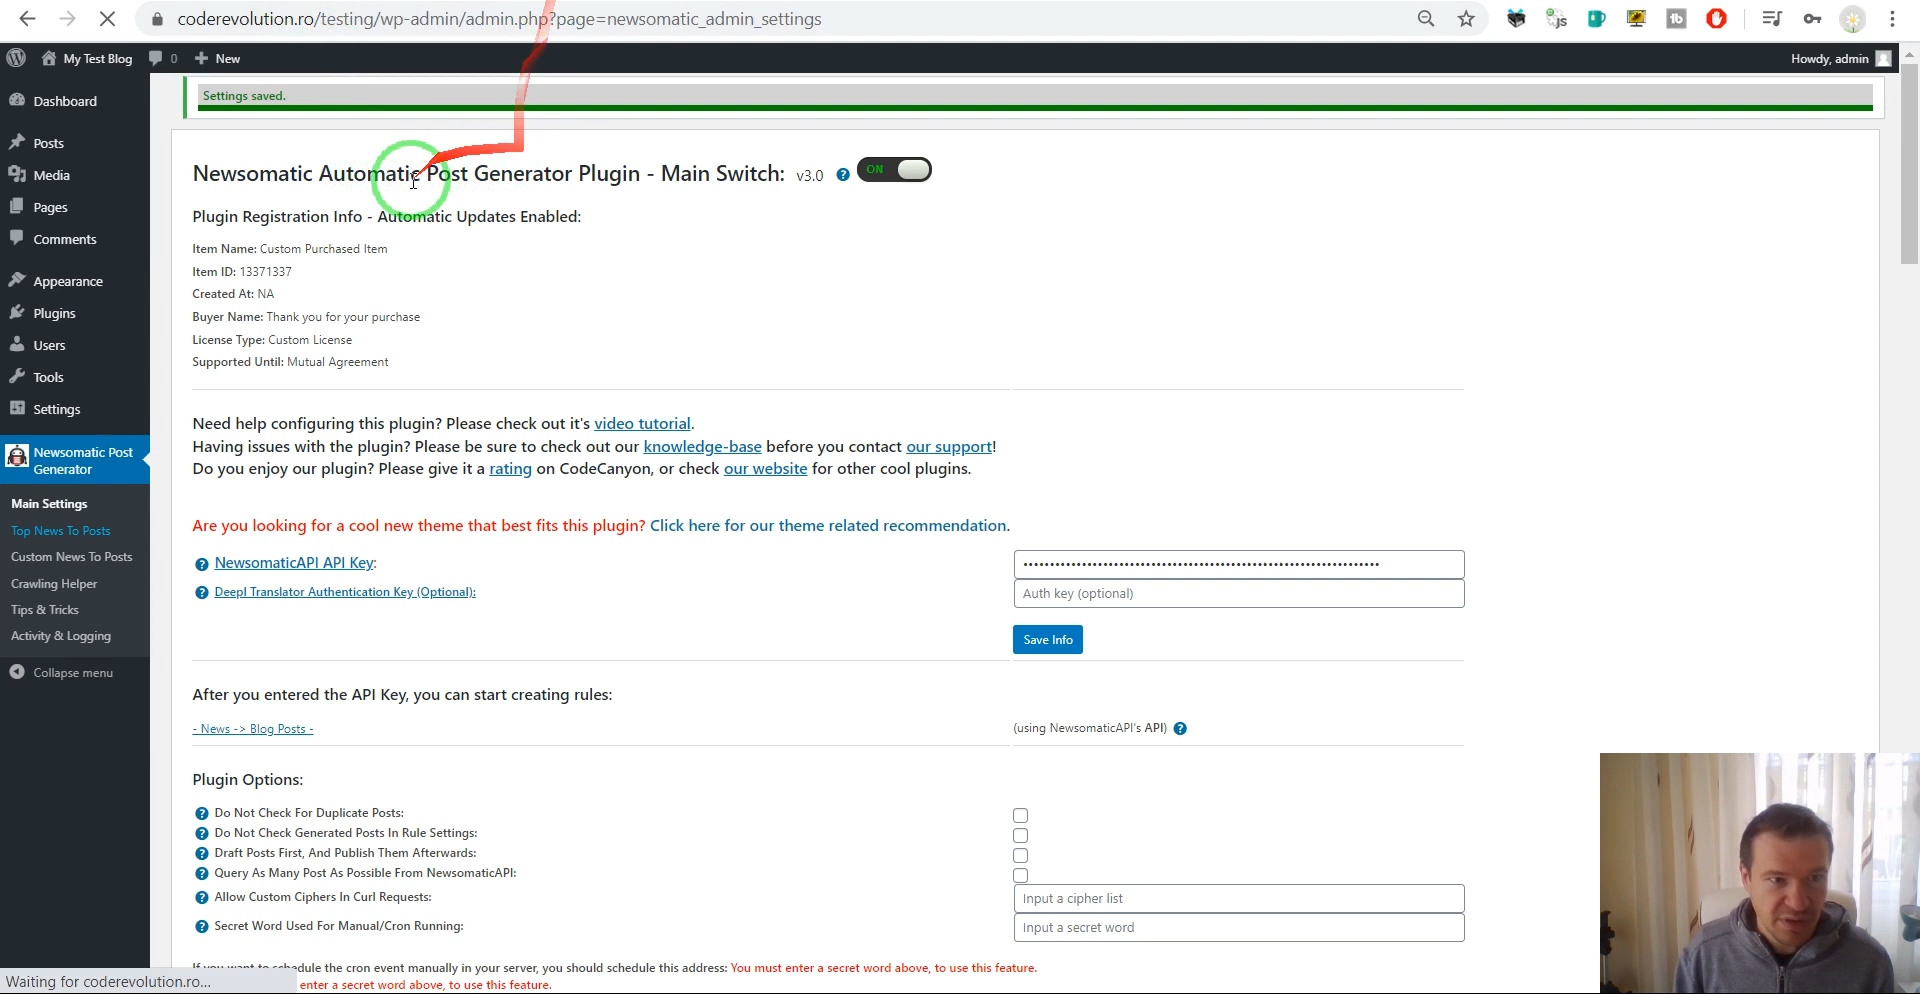 coderevolution.ro/testing/wp-admin/admin.php?page=newsomatic_admin_settings
My Test Blog 0 New Howdy, admin
Settings saved.
Dashboard
Posts
Media
Pages
Comments
Appearance
Plugins
Users
Tools
Settings
Newsomatic Post
Generator
Main Settings
Top News To Posts
Custom News To Posts
Crawling Helper
Tips & Tricks
Activity & Logging
Collapse menu
Newsomatic Automatic Post Generator Plugin - Main Switch: v3.0 ? ON
Plugin Registration Info - Automatic Updates Enabled:
Item Name: Custom Purchased Item
Item ID: 13371337
Created At: NA
Buyer Name: Thank you for your purchase
License Type: Custom License
Supported Until: Mutual Agreement
Need help configuring this plugin? Please check out it's video tutorial.
Having issues with the plugin? Please be sure to check out our knowledge-base before you contact our support!
Do you enjoy our plugin? Please give it a rating on CodeCanyon, or check our website for other cool plugins.
Are you looking for a cool new theme that best fits this plugin? Click here for our theme related recommendation.
? NewsomaticAPI API Key: ••••••••••••••••••••••••••••••••••••••••••••••••••••••••••••••••••
? Deepl Translator Authentication Key (Optional): Auth key (optional)
Save Info
After you entered the API Key, you can start creating rules:
- News -> Blog Posts - (using NewsomaticAPI's API) ?
Plugin Options:
? Do Not Check For Duplicate Posts:
? Do Not Check Generated Posts In Rule Settings:
? Draft Posts First, And Publish Them Afterwards:
? Query As Many Post As Possible From NewsomaticAPI:
? Allow Custom Ciphers In Curl Requests: Input a cipher list
? Secret Word Used For Manual/Cron Running: Input a secret word
If you want to schedule the cron event manually in your server, you should schedule this address: You must enter a secret word above, to use this feature.
enter a secret word above, to use this feature.
Waiting for coderevolution.ro...